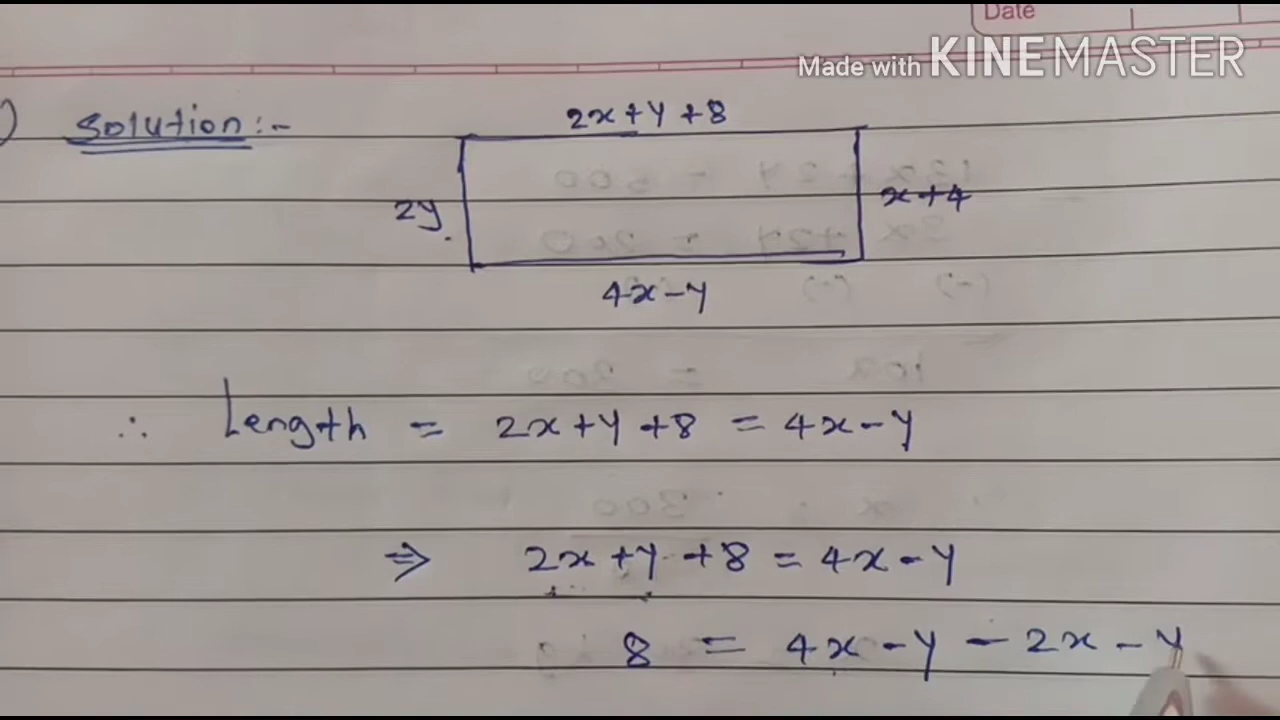 Date
Made with KINEMASTER
) Solution :-
2x + y + 8
2y
x + 4
4x - y
∴ Length = 2x + y + 8 = 4x - y
⇒ 2x + y + 8 = 4x - y
8 = 4x - y - 2x - y